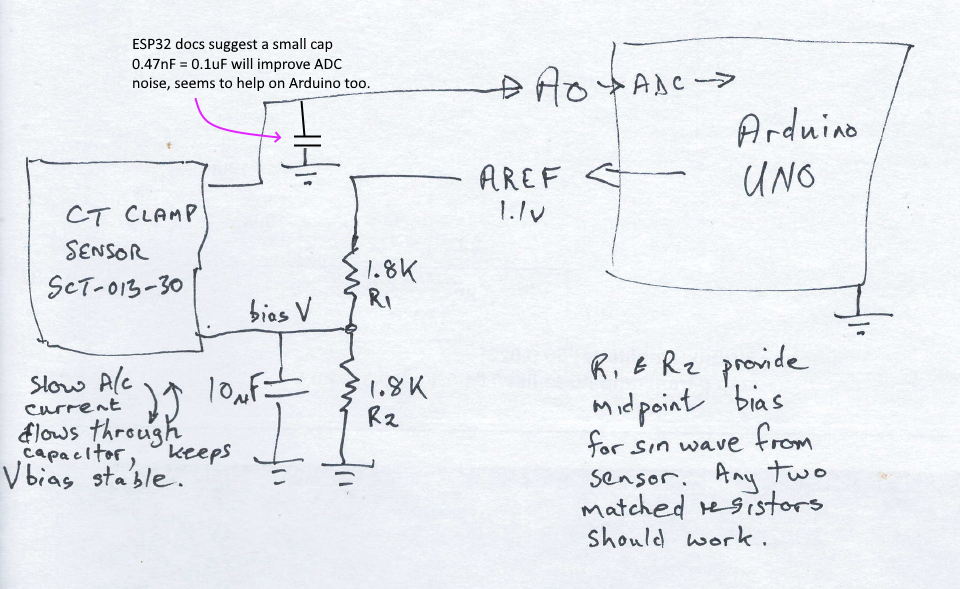 ESP32 docs suggest a small cap
0.47nF = 0.1uF will improve ADC
noise, seems to help on Arduino too.
A0
ADC
Arduino
UNO
AREF
1.1v
CT CLAMP
SENSOR
SCT-013-30
1.8K
R1
bias V
10µF
1.8K
R2
Slow A/c
current
flows through
capacitor, keeps
Vbias stable.
R1 & R2 provide
midpoint bias
for sin wave from
sensor. Any two
matched resistors
should work.